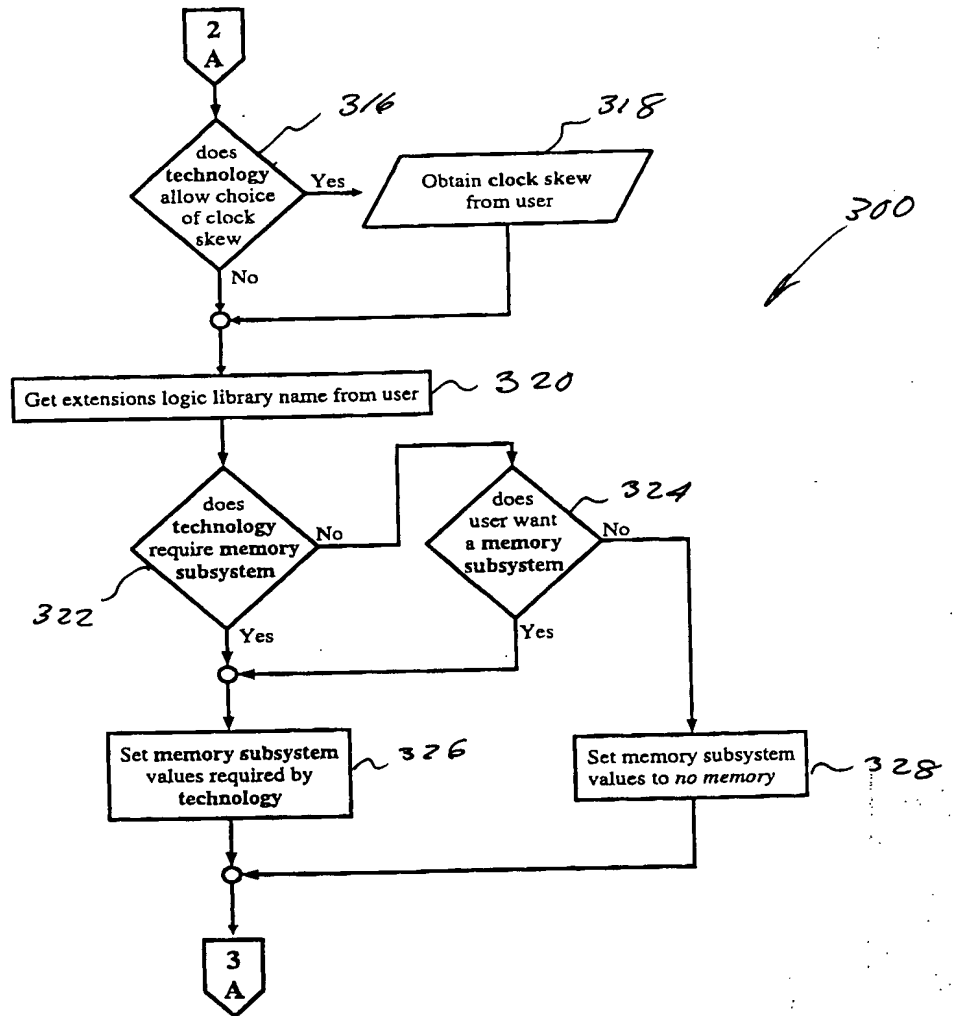 2
A
316
does
technology
allow choice
of clock
skew
Yes
No
318
Obtain clock skew
from user
300
Get extensions logic library name from user
320
does
technology
require memory
subsystem
No
Yes
322
does
user want
a memory
subsystem
324
No
Yes
Set memory subsystem
values required by
technology
326
Set memory subsystem
values to no memory
328
3
A